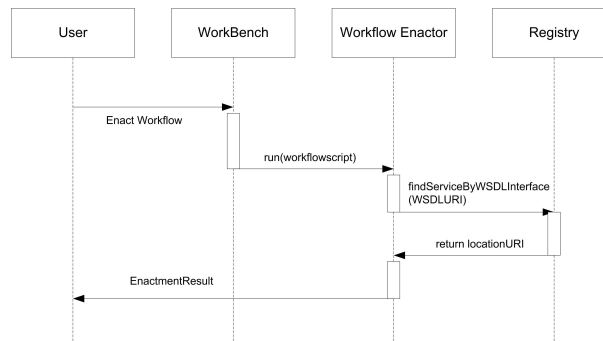 User
WorkBench
Workflow Enactor
Registry
Enact Workflow
run(workflowscript)
findServiceByWSDLInterface
(WSDLURI)
return locationURI
EnactmentResult